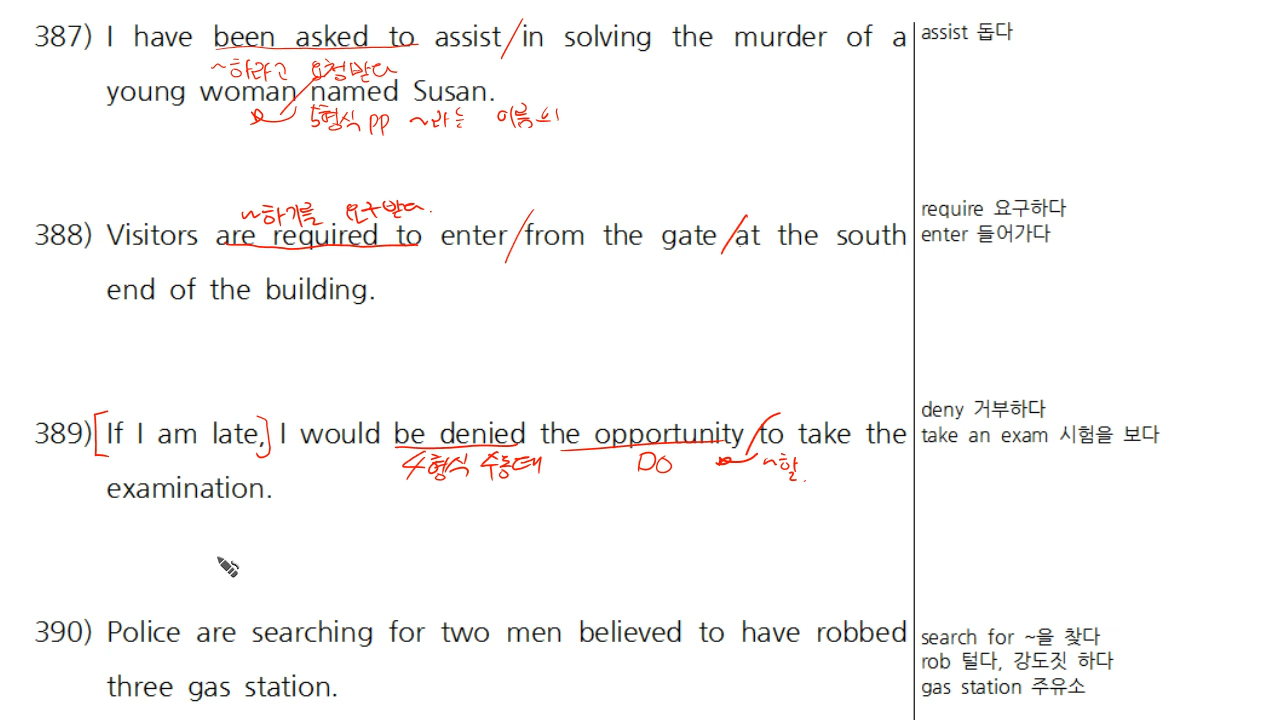 387) I have been asked to assist in solving the murder of a
assist 돕다
~하라고 요청받다
young woman named Susan.
5형식 pp ~라는 이름의
~하기를 요구받다.
require 요구하다
388) Visitors are required to enter from the gate at the south
enter 들어가다
end of the building.
deny 거부하다
389) If I am late, I would be denied the opportunity to take the
take an exam 시험을 보다
4형식 수동태 DO ~할.
examination.
390) Police are searching for two men believed to have robbed
search for ~을 찾다
rob 털다, 강도짓 하다
three gas station.
gas station 주유소